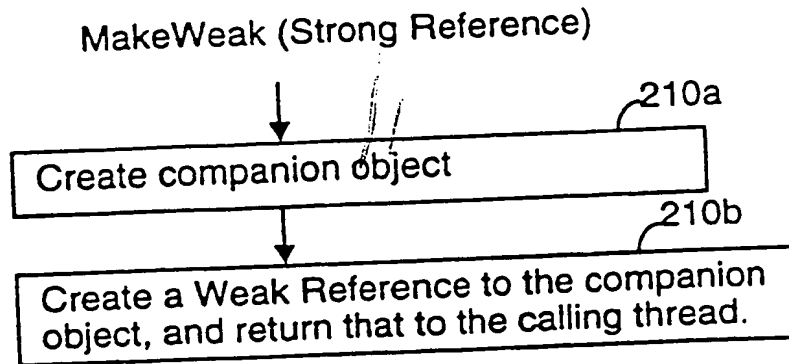 MakeWeak (Strong Reference)
210a
Create companion object
210b
Create a Weak Reference to the companion
object, and return that to the calling thread.